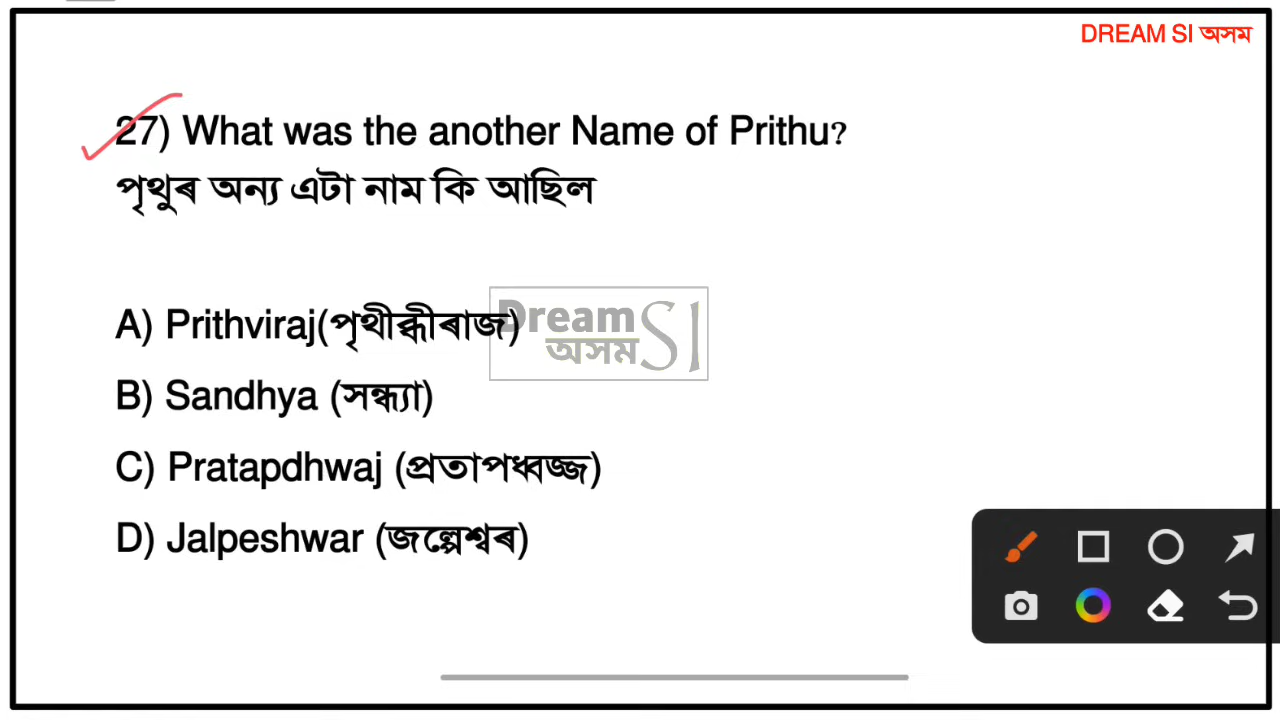 DREAM SI অসম
27) What was the another Name of Prithu?
পৃথুৰ অন্য এটা নাম কি আছিল
A) Prithviraj(পৃথীব্ধীৰাজ)
Dream SI
অসম
B) Sandhya (সন্ধ্যা)
C) Pratapdhwaj (প্ৰতাপধ্বজ্জ)
D) Jalpeshwar (জল্পেশ্বৰ)